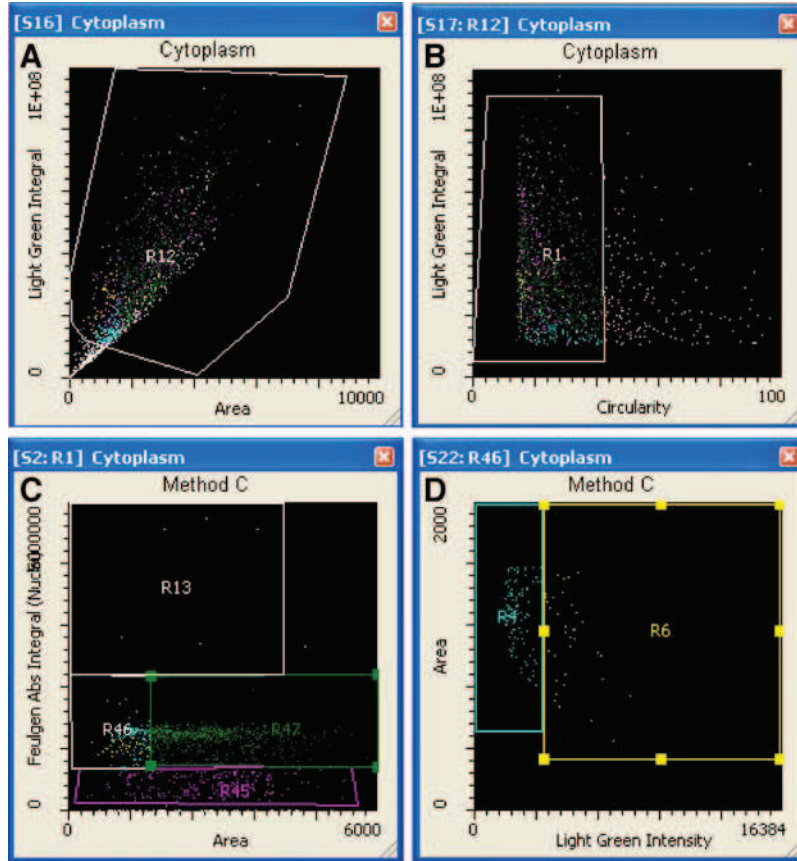 [S16] Cytoplasm
A
Cytoplasm
1E+08
Light Green Integral
R12
0
0
10000
Area
[S17: R12] Cytoplasm
B
Cytoplasm
1E+08
Light Green Integral
R1
0
0
100
Circularity
[S2: R1] Cytoplasm
C
Method C
Feulgen Abs Integral
R13
R46
R47
R45
0
0
6000
Area
[S22: R46] Cytoplasm
D
Method C
2000
Area
R4
R6
0
0
16384
Light Green Intensity